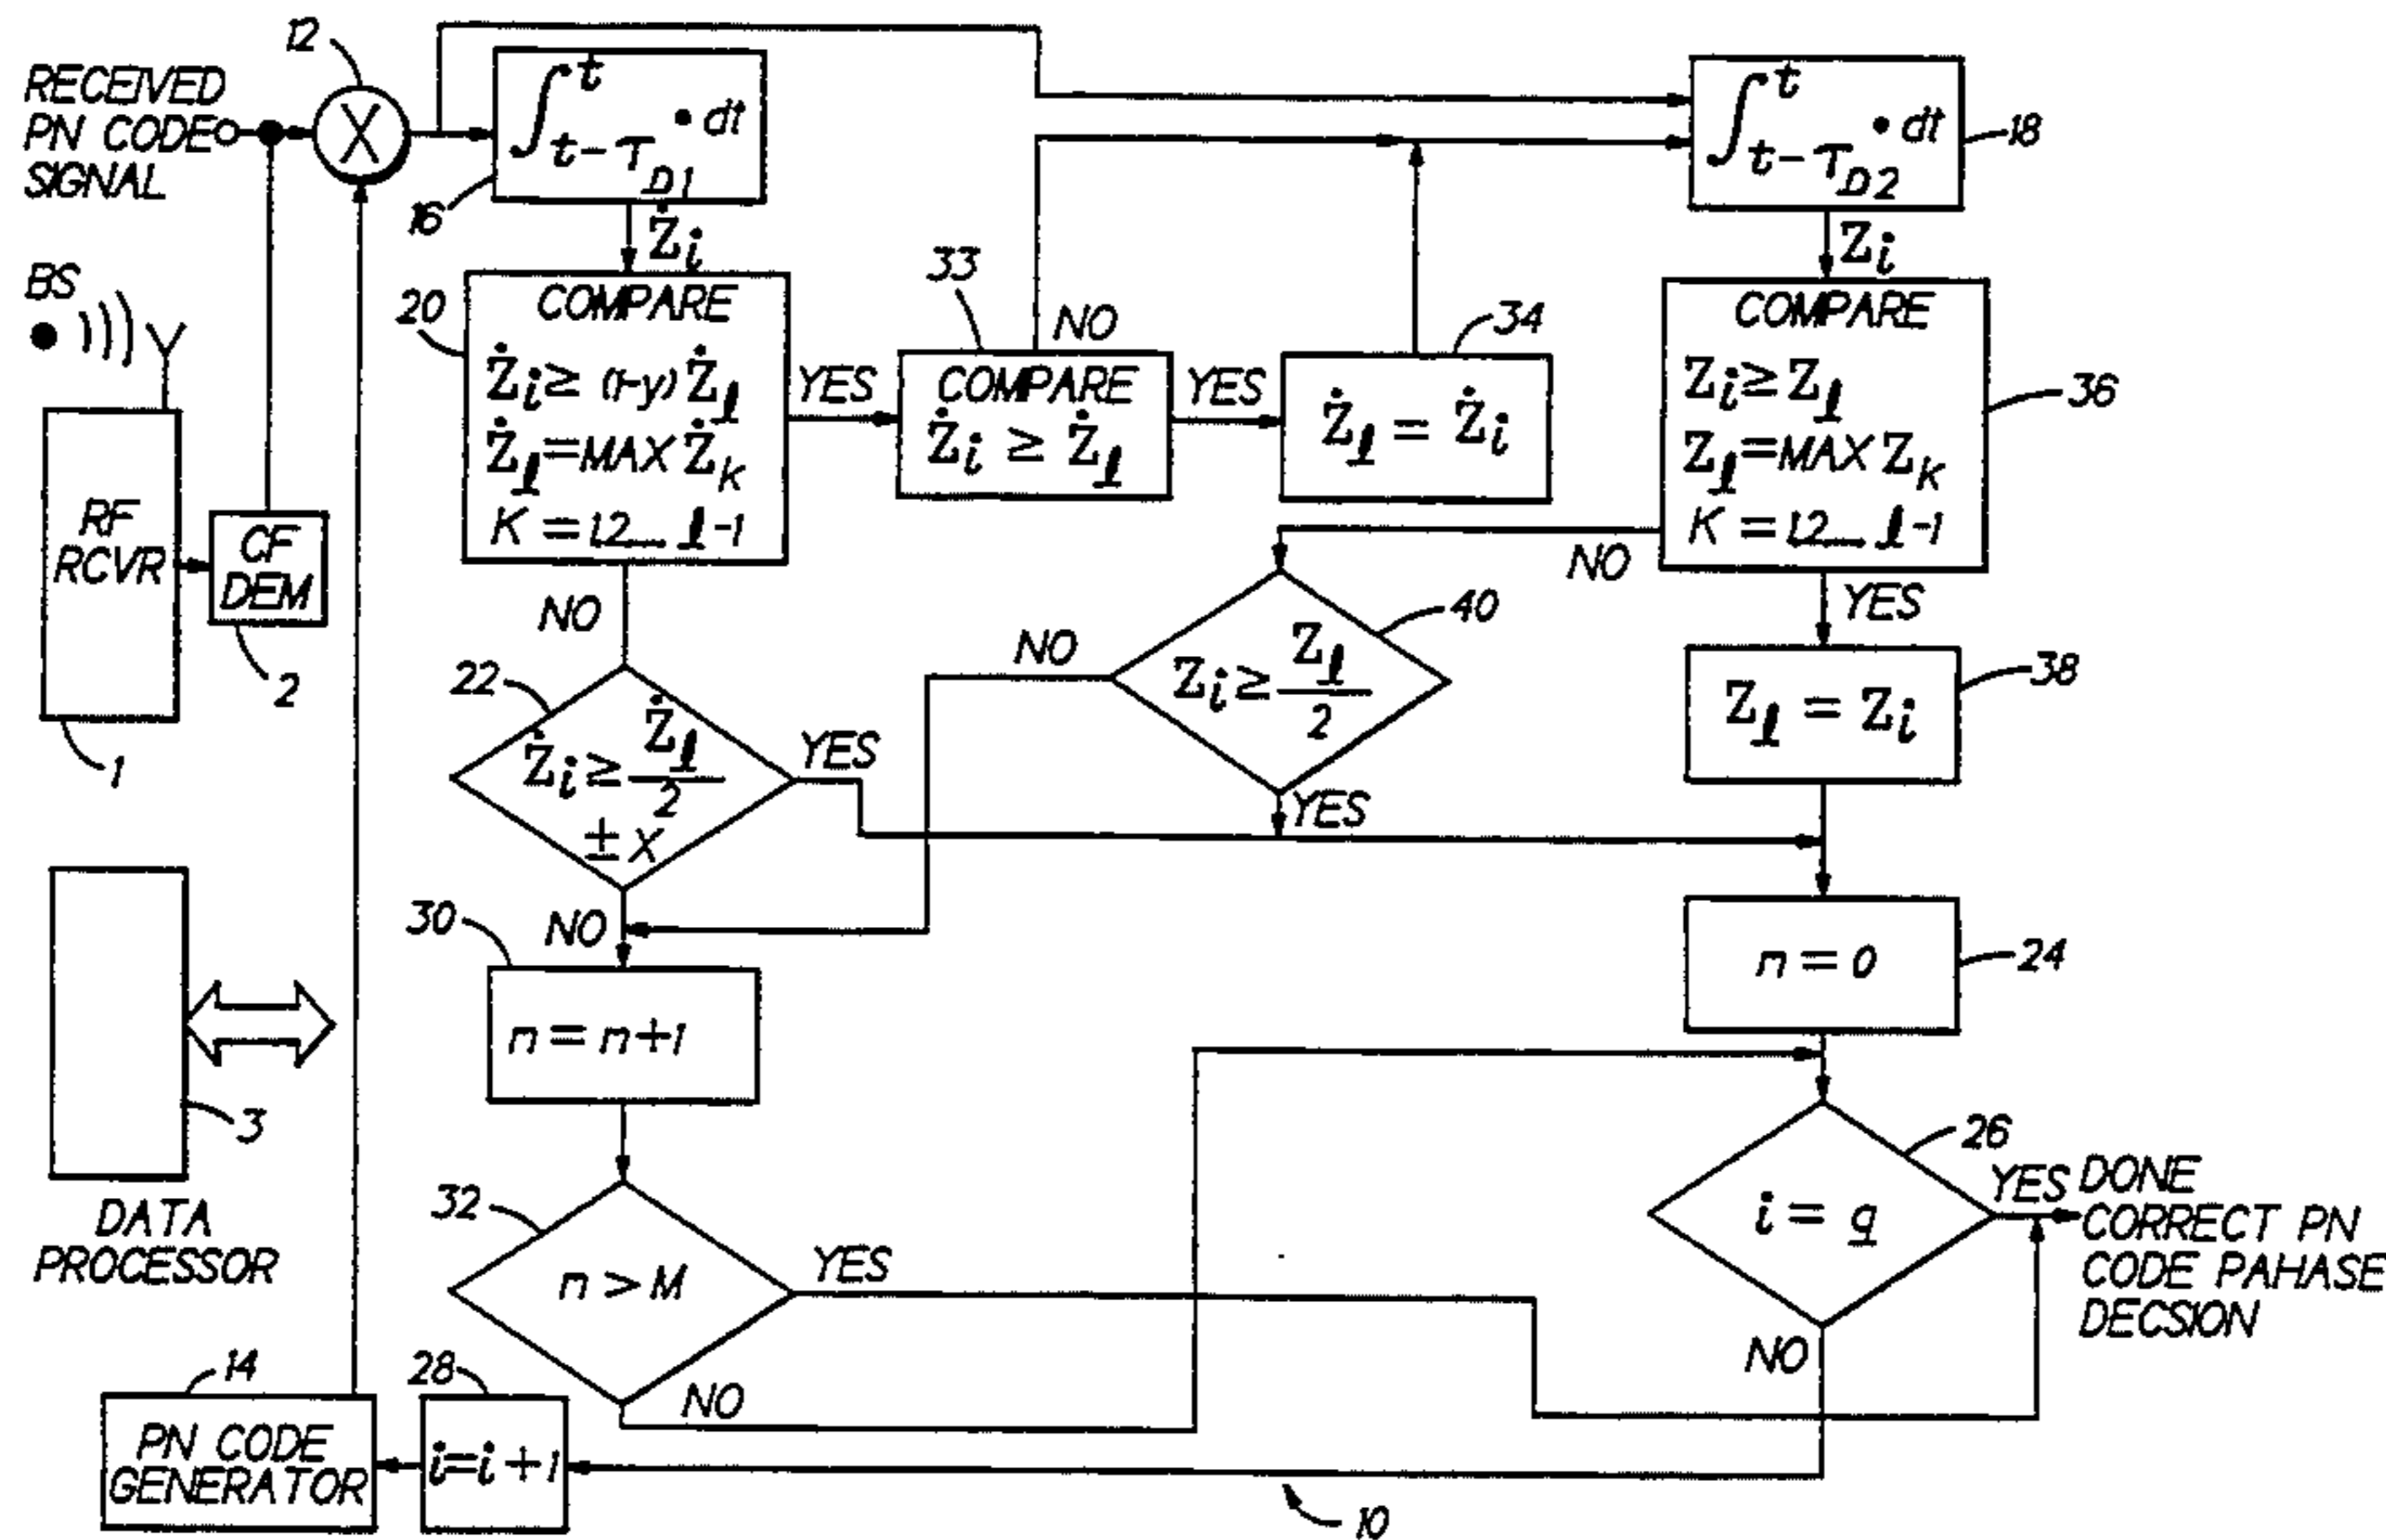 12
RECEIVED
PN CODE
SIGNAL
X
∫ t t-τD1 • dt
16
Żi
∫ t t-τD2 • dt
18
Zi
BS
20
COMPARE
Żi ≥ (1-y) Żl
Żl = MAX ŻK
K = 1,2__ l-1
YES
33
NO
COMPARE
Żi ≥ Żl
YES
34
Żl = Żi
COMPARE
Zi ≥ Zl
Zl = MAX ZK
K = 1,2__ l-1
36
RF
RCVR
1
CF
DEM
2
NO
NO
YES
40
NO
Zi ≥ Zl/2
YES
38
Zl = Zi
22
Żi ≥ Żl/2
± X
YES
NO
30
n = n+1
n = 0
24
3
DATA
PROCESSOR
32
n > M
YES
NO
26
i = q
YES
NO
DONE
CORRECT PN
CODE PAHASE
DECSION
14
PN CODE
GENERATOR
28
i=i+1
10